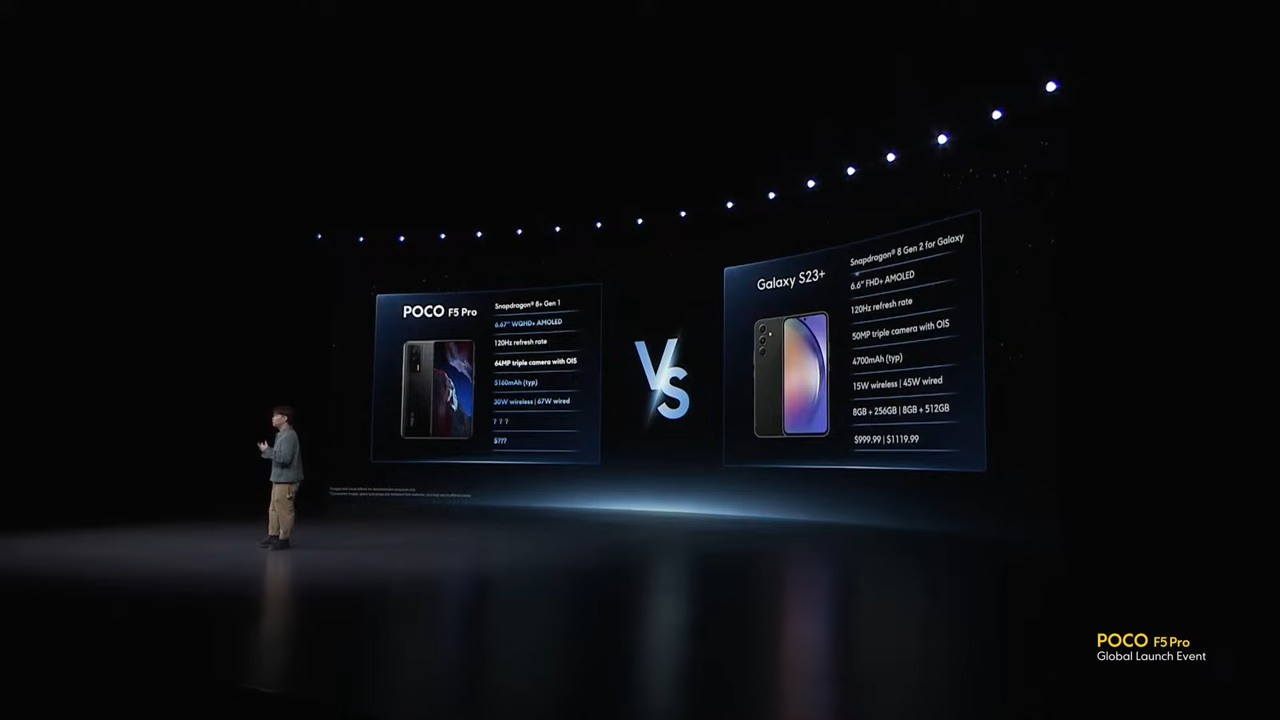 POCO F5 Pro
Snapdragon® 8+ Gen 1
6.67" WQHD+ AMOLED
120Hz refresh rate
64MP triple camera with OIS
5160mAh (typ)
30W wireless | 67W wired
? ? ?
$???
VS
Galaxy S23+
Snapdragon® 8 Gen 2 for Galaxy
6.6" FHD+ AMOLED
120Hz refresh rate
50MP triple camera with OIS
4700mAh (typ)
15W wireless | 45W wired
8GB + 256GB | 8GB + 512GB
$999.99 | $1119.99
POCO F5 Pro
Global Launch Event